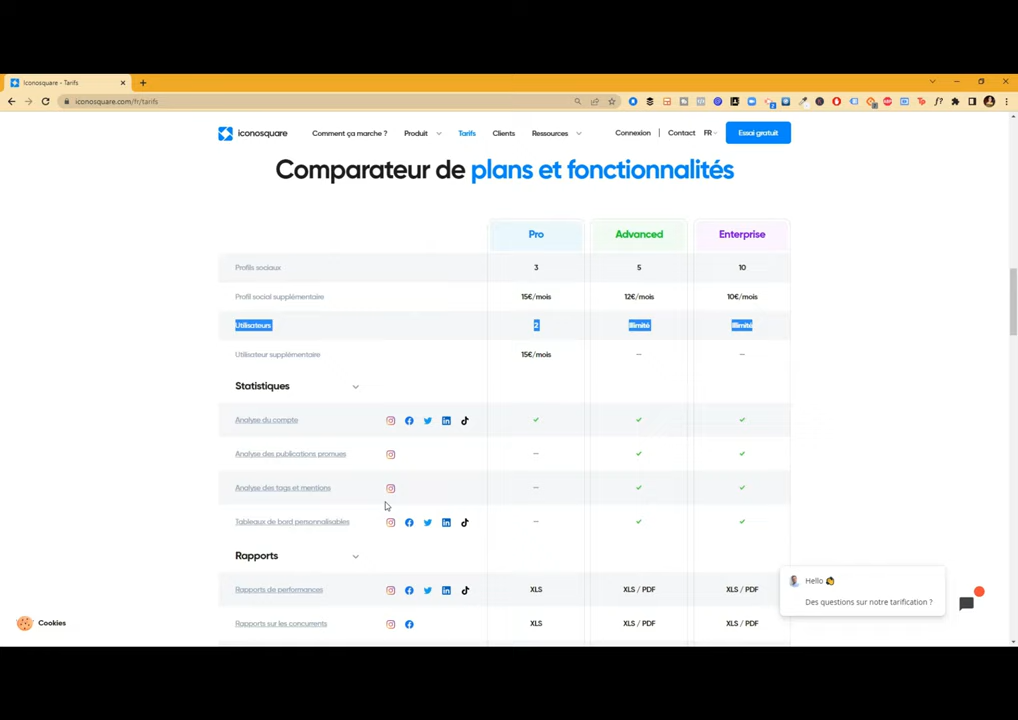 Iconosquare - Tarifs
iconosquare.com/fr/tarifs
iconosquare
Comment ça marche ? Produit Tarifs Clients Ressources Connexion | Contact FR Essai gratuit
Comparateur de plans et fonctionnalités
Pro Advanced Enterprise
Profils sociaux 3 5 10
Profil social supplémentaire 15€/mois 12€/mois 10€/mois
Utilisateurs 2 Illimité Illimité
Utilisateur supplémentaire 15€/mois — —
Statistiques
Analyse du compte
Analyse des publications promues —
Analyse des tags et mentions —
Tableaux de bord personnalisables —
Rapports
Rapports de performances XLS XLS / PDF XLS / PDF
Rapports sur les concurrents XLS XLS / PDF XLS / PDF
Hello
Des questions sur notre tarification ?
Cookies